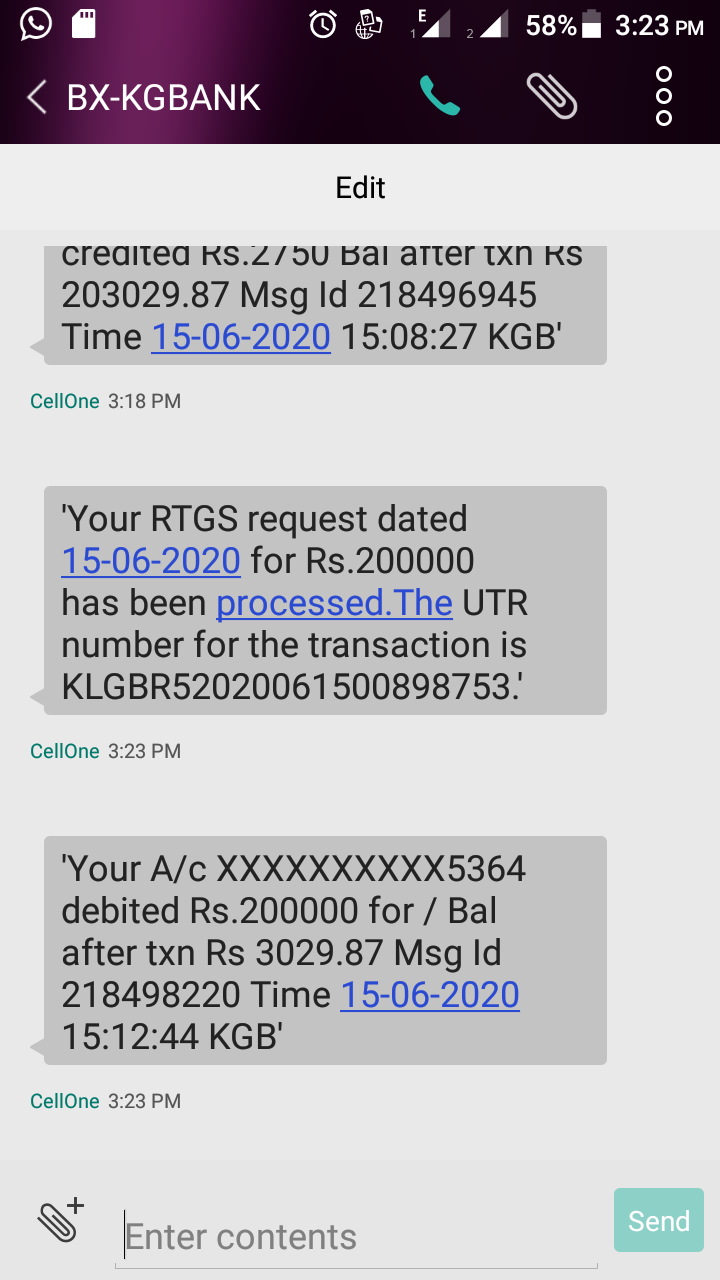 1 E 2 58% 3:23 PM
BX-KGBANK
Edit
credited Rs.2750 Bal after txn Rs
203029.87 Msg Id 218496945
Time 15-06-2020 15:08:27 KGB'
CellOne 3:18 PM
'Your RTGS request dated
15-06-2020 for Rs.200000
has been processed.The UTR
number for the transaction is
KLGBR52020061500898753.'
CellOne 3:23 PM
'Your A/c XXXXXXXXXX5364
debited Rs.200000 for / Bal
after txn Rs 3029.87 Msg Id
218498220 Time 15-06-2020
15:12:44 KGB'
CellOne 3:23 PM
Enter contents
Send